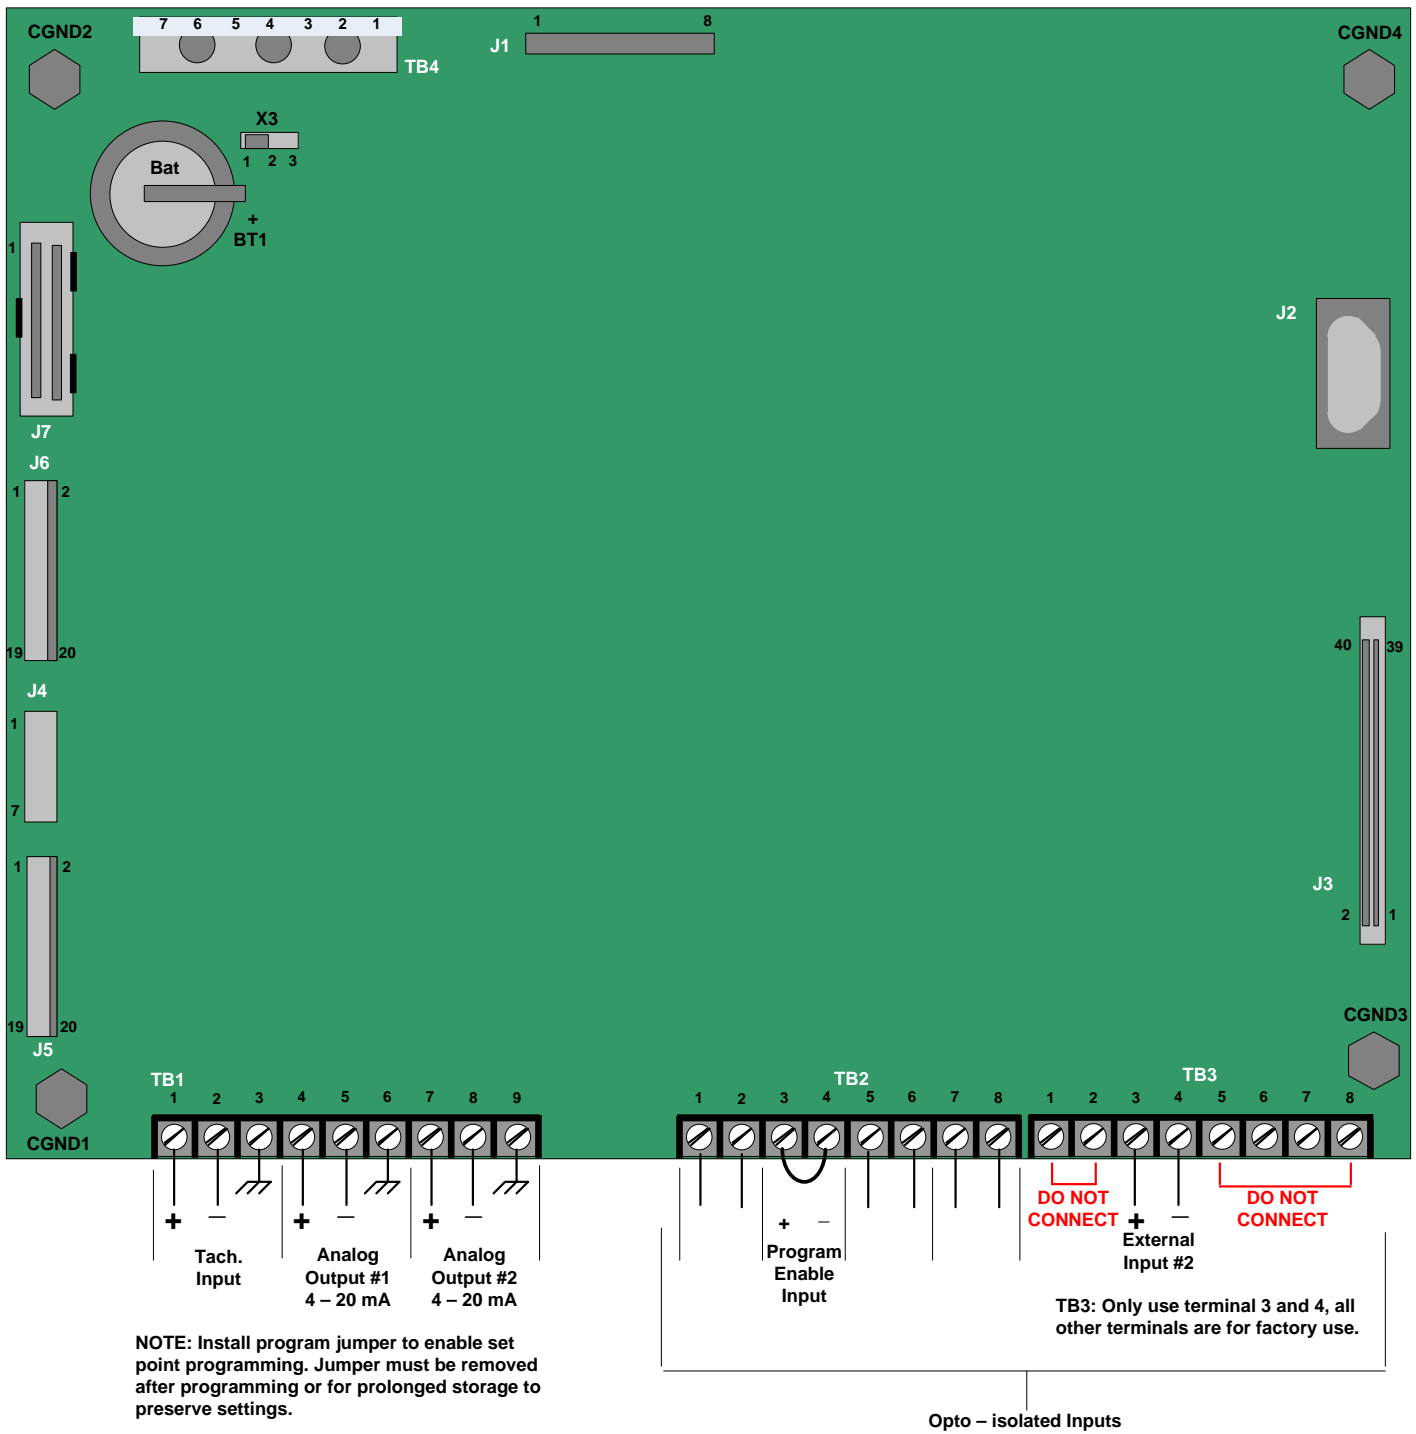 CGND2
7 6 5 4 3 2 1
TB4
J1
1 8
CGND4
X3
1 2 3
Bat
+
BT1
1
J7
J2
J6
1 2
19 20
J4
1
7
40 39
J3
2 1
1 2
19 20
J5
CGND3
CGND1
TB1
1 2 3 4 5 6 7 8 9
TB2
1 2 3 4 5 6 7 8
TB3
1 2 3 4 5 6 7 8
+ –
Tach.
Input
+ –
Analog
Output #1
4 – 20 mA
+ –
Analog
Output #2
4 – 20 mA
+ –
Program
Enable
Input
DO NOT
CONNECT
+ –
External
Input #2
DO NOT
CONNECT
TB3: Only use terminal 3 and 4, all
other terminals are for factory use.
NOTE: Install program jumper to enable set
point programming. Jumper must be removed
after programming or for prolonged storage to
preserve settings.
Opto – isolated Inputs